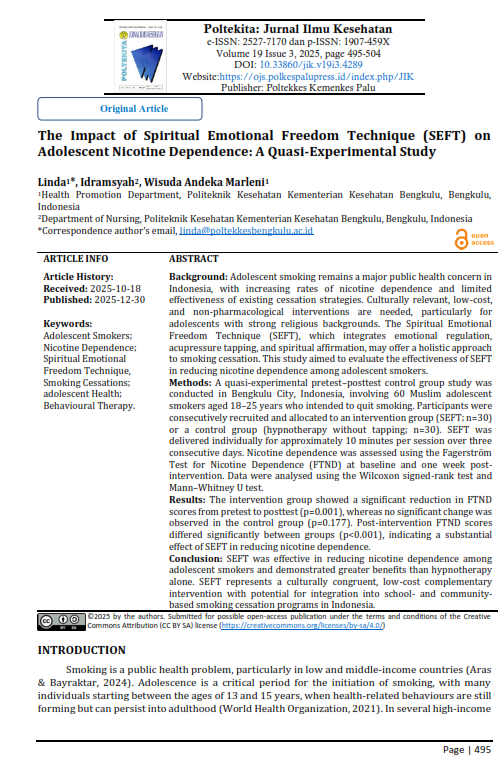 Poltekita: Jurnal Ilmu Kesehatan
e-ISSN: 2527-7170 dan p-ISSN: 1907-459X
Volume 19 Issue 3, 2025, page 495-504
DOI: 10.33860/jik.v19i3.4289
Website:https://ojs.polkespalupress.id/index.php/JIK
Publisher: Poltekkes Kemenkes Palu
POLTEKITA
Original Article
The Impact of Spiritual Emotional Freedom Technique (SEFT) on
Adolescent Nicotine Dependence: A Quasi-Experimental Study
Linda¹*, Idramsyah², Wisuda Andeka Marleni¹
¹Health Promotion Department, Politeknik Kesehatan Kementerian Kesehatan Bengkulu, Bengkulu,
Indonesia
²Department of Nursing, Politeknik Kesehatan Kementerian Kesehatan Bengkulu, Bengkulu, Indonesia
*Correspondence author's email, linda@poltekkesbengkulu.ac.id
open
access
ARTICLE INFO
Article History:
Received: 2025-10-18
Published: 2025-12-30
Keywords:
Adolescent Smokers;
Nicotine Dependence;
Spiritual Emotional
Freedom Technique,
Smoking Cessations;
adolescent Health;
Behavioural Therapy.
ABSTRACT
Background: Adolescent smoking remains a major public health concern in
Indonesia, with increasing rates of nicotine dependence and limited
effectiveness of existing cessation strategies. Culturally relevant, low-cost,
and non-pharmacological interventions are needed, particularly for
adolescents with strong religious backgrounds. The Spiritual Emotional
Freedom Technique (SEFT), which integrates emotional regulation,
acupressure tapping, and spiritual affirmation, may offer a holistic approach
to smoking cessation. This study aimed to evaluate the effectiveness of SEFT
in reducing nicotine dependence among adolescent smokers.
Methods: A quasi-experimental pretest–posttest control group study was
conducted in Bengkulu City, Indonesia, involving 60 Muslim adolescent
smokers aged 18–25 years who intended to quit smoking. Participants were
consecutively recruited and allocated to an intervention group (SEFT; n=30)
or a control group (hypnotherapy without tapping; n=30). SEFT was
delivered individually for approximately 10 minutes per session over three
consecutive days. Nicotine dependence was assessed using the Fagerström
Test for Nicotine Dependence (FTND) at baseline and one week post-
intervention. Data were analysed using the Wilcoxon signed-rank test and
Mann–Whitney U test.
Results: The intervention group showed a significant reduction in FTND
scores from pretest to posttest (p=0.001), whereas no significant change was
observed in the control group (p=0.177). Post-intervention FTND scores
differed significantly between groups (p<0.001), indicating a substantial
effect of SEFT in reducing nicotine dependence.
Conclusion: SEFT was effective in reducing nicotine dependence among
adolescent smokers and demonstrated greater benefits than hypnotherapy
alone. SEFT represents a culturally congruent, low-cost complementary
intervention with potential for integration into school- and community-
based smoking cessation programs in Indonesia.
cc BY SA
©2025 by the authors. Submitted for possible open-access publication under the terms and conditions of the Creative
Commons Attribution (CC BY SA) license (https://creativecommons.org/licenses/by-sa/4.0/)
INTRODUCTION
Smoking is a public health problem, particularly in low and middle-income countries (Aras
& Bayraktar, 2024). Adolescence is a critical period for the initiation of smoking, with many
individuals starting between the ages of 13 and 15 years, when health-related behaviours are still
forming but can persist into adulthood (World Health Organization, 2021). In several high-income
Page | 495